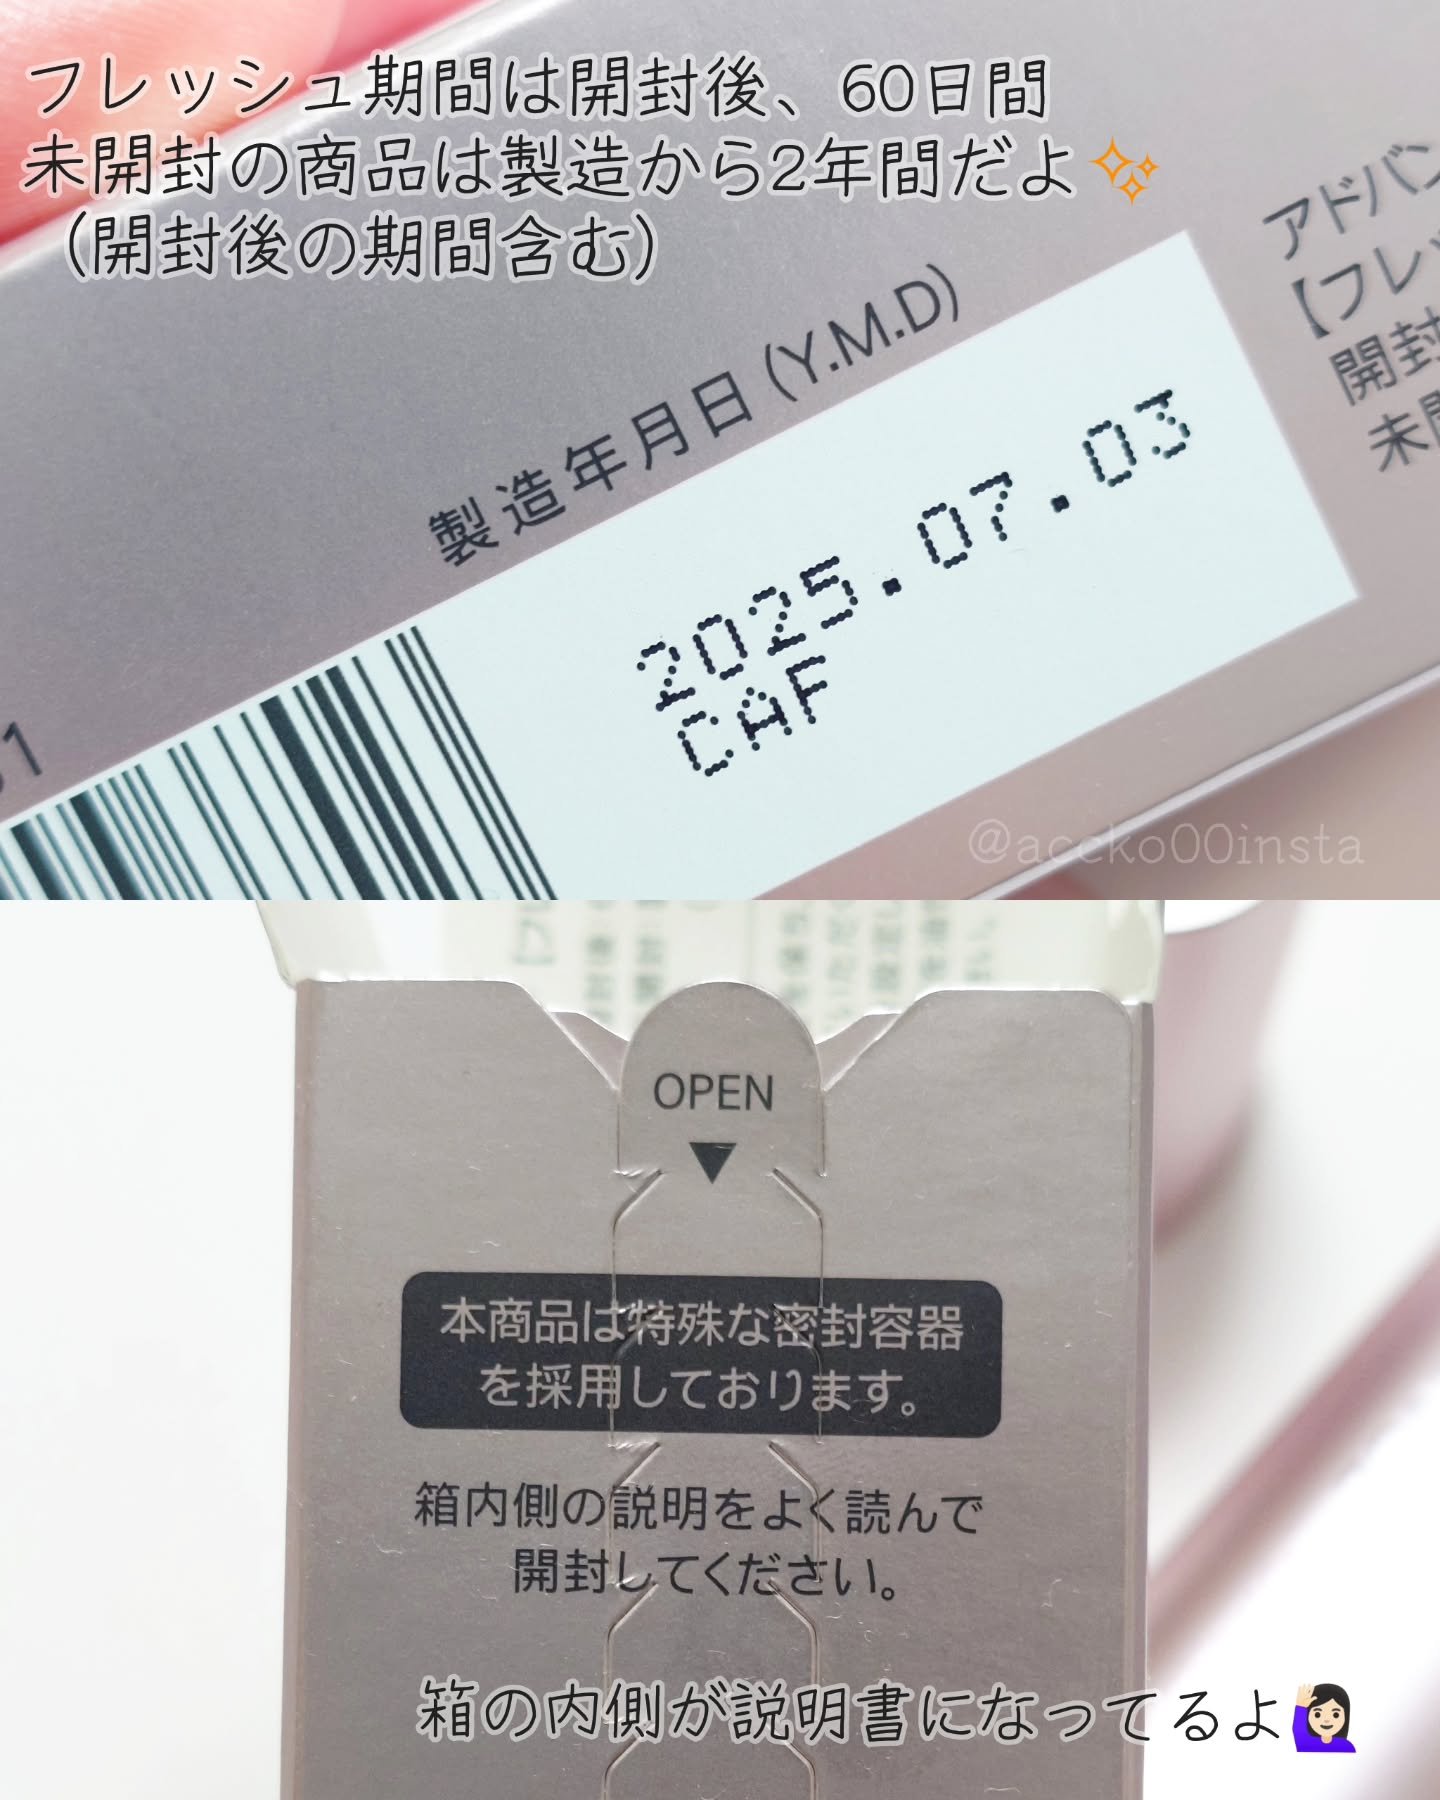 フレッシュ期間は開封後、60日間
未開封の商品は製造から2年間だよ✨
（開封後の期間含む）
製造年月日(Y.M.D)
2025.07.03
CAF
アドバン
【フレッ
開封
未開
@accko00insta
OPEN
▼
本商品は特殊な密封容器
を採用しております。
箱内側の説明をよく読んで
開封してください。
箱の内側が説明書になってるよ🙋🏻‍♀️